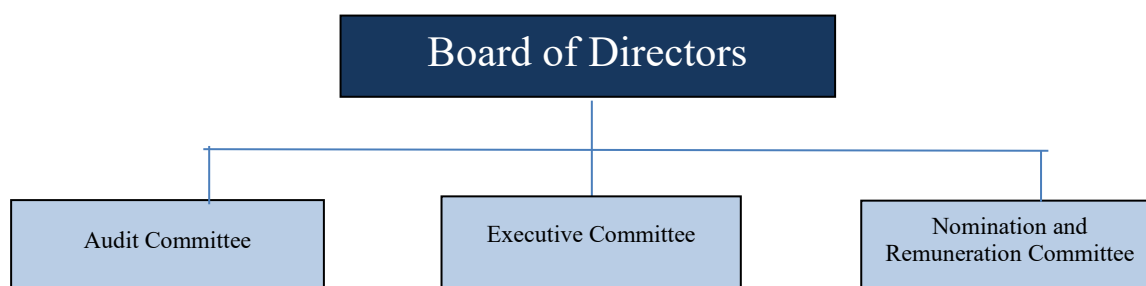 Board of Directors
Audit Committee
Executive Committee
Nomination and
Remuneration Committee